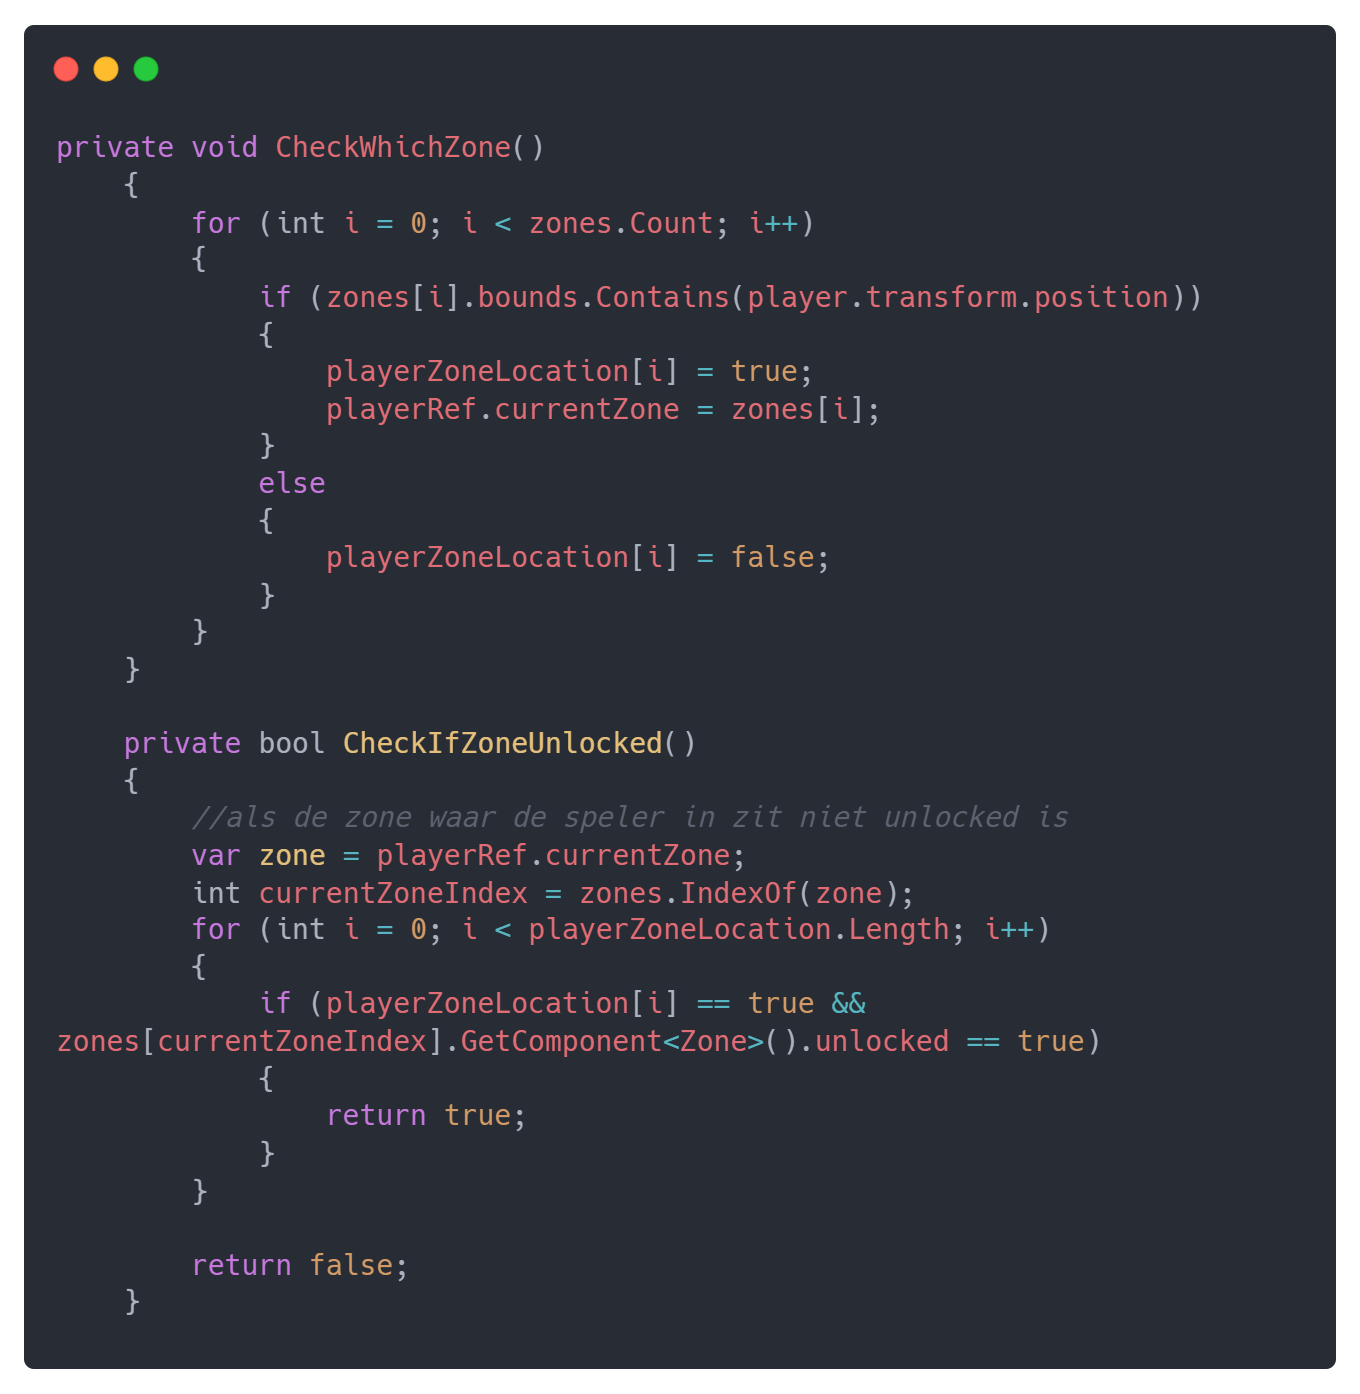 private void CheckWhichZone()
    {
        for (int i = 0; i < zones.Count; i++)
        {
            if (zones[i].bounds.Contains(player.transform.position))
            {
                playerZoneLocation[i] = true;
                playerRef.currentZone = zones[i];
            }
            else
            {
                playerZoneLocation[i] = false;
            }
        }
    }

    private bool CheckIfZoneUnlocked()
    {
        //als de zone waar de speler in zit niet unlocked is
        var zone = playerRef.currentZone;
        int currentZoneIndex = zones.IndexOf(zone);
        for (int i = 0; i < playerZoneLocation.Length; i++)
        {
            if (playerZoneLocation[i] == true &&
zones[currentZoneIndex].GetComponent<Zone>().unlocked == true)
            {
                return true;
            }
        }

        return false;
    }